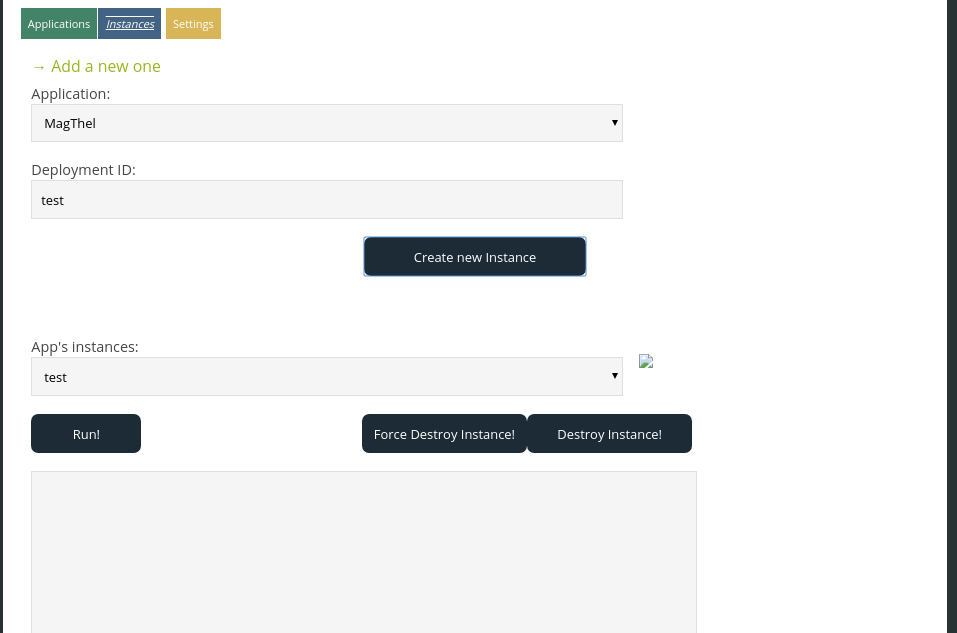 Applications Instances Settings
→ Add a new one
Application:
MagThel
Deployment ID:
test
Create new Instance
App's instances:
test
Run! Force Destroy Instance! Destroy Instance!